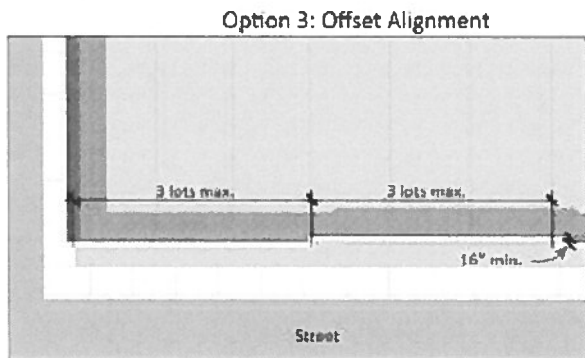 Option 3: Offset Alignment
3 lots max. 3 lots max.
16" min.
Street